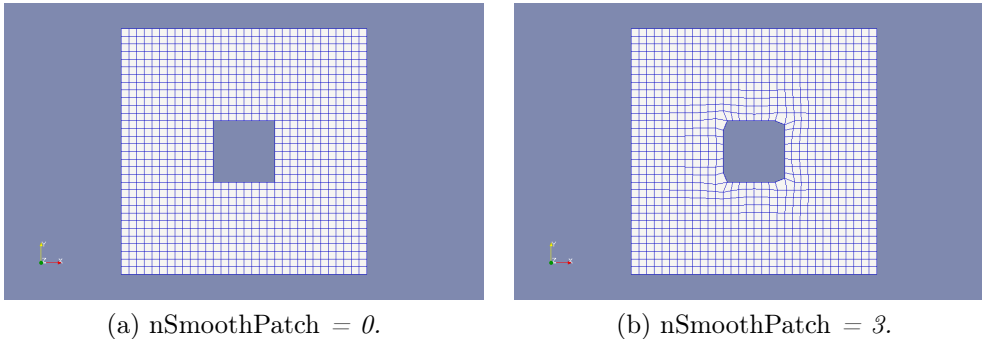 (a) nSmoothPatch = 0.
(b) nSmoothPatch = 3.